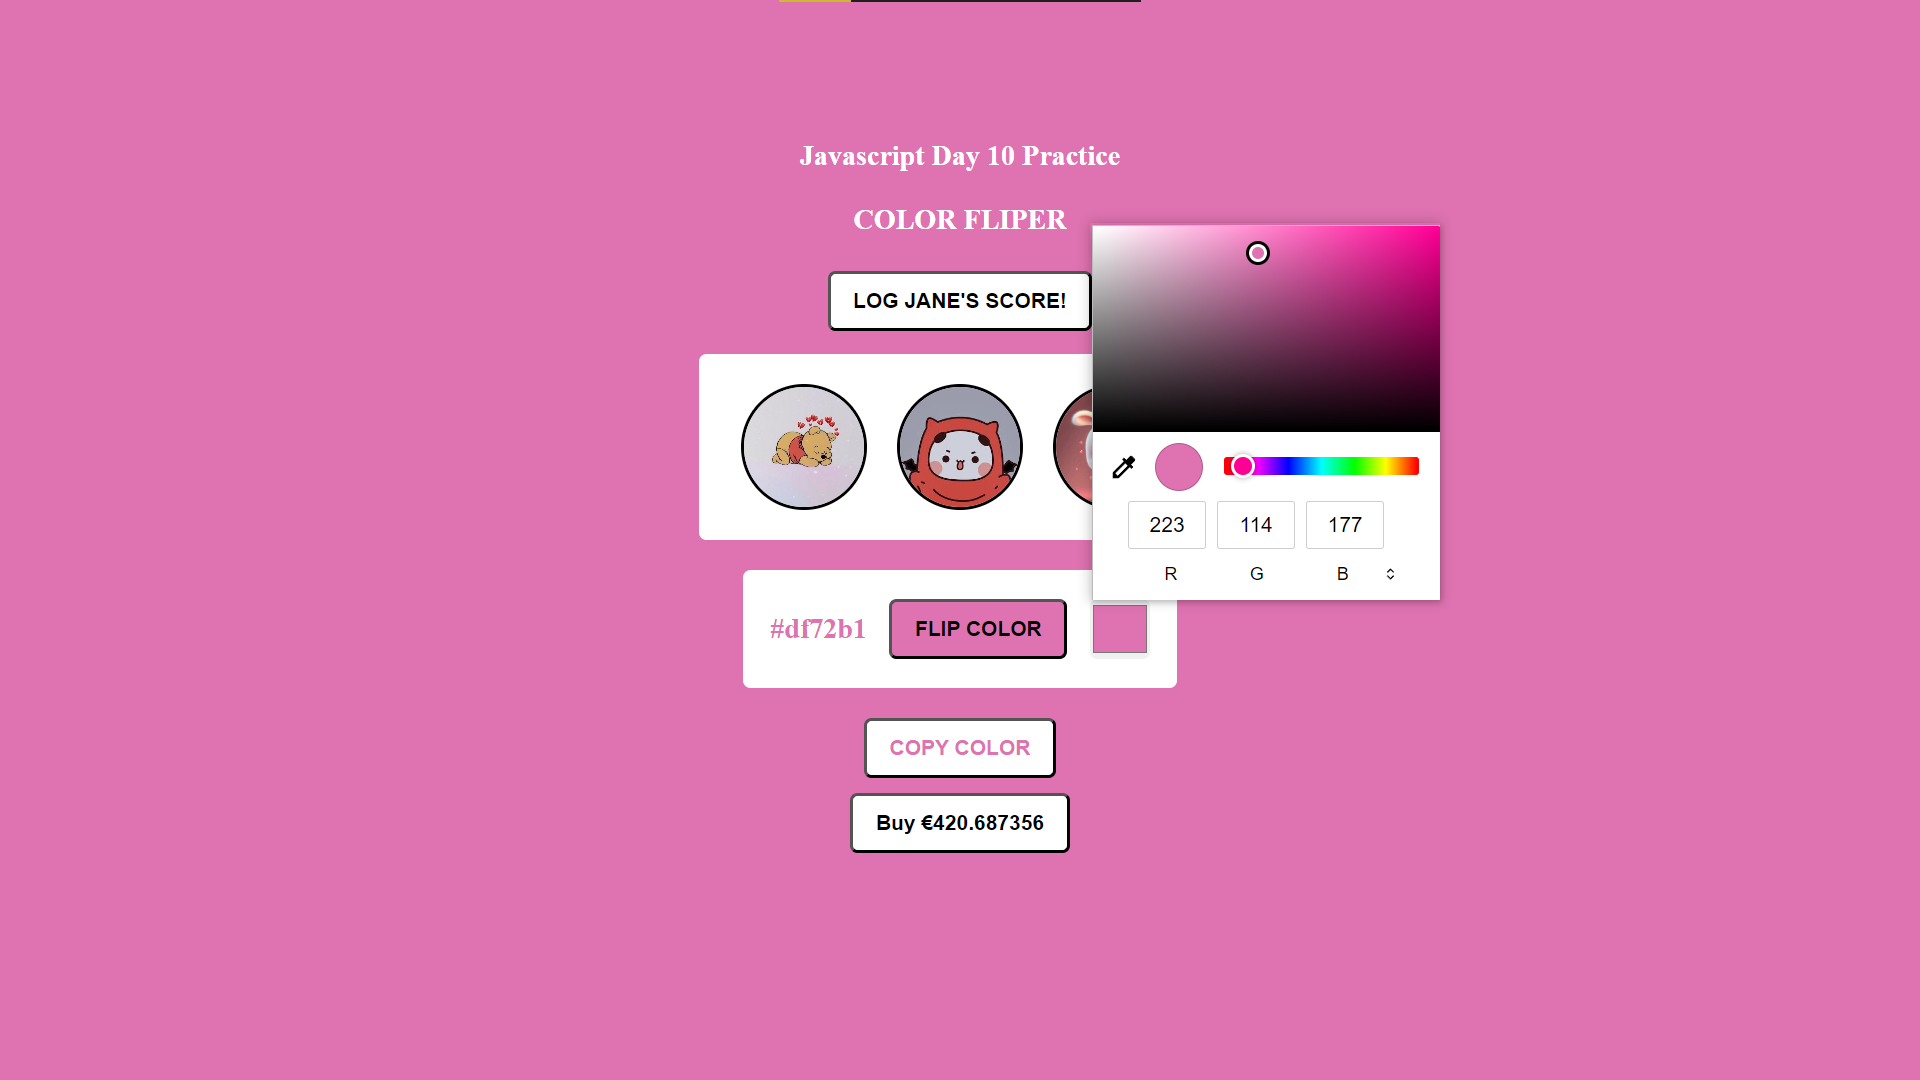 Javascript Day 10 Practice
COLOR FLIPER
LOG JANE'S SCORE!
223 114 177
R G B
#df72b1 FLIP COLOR
COPY COLOR
Buy €420.687356